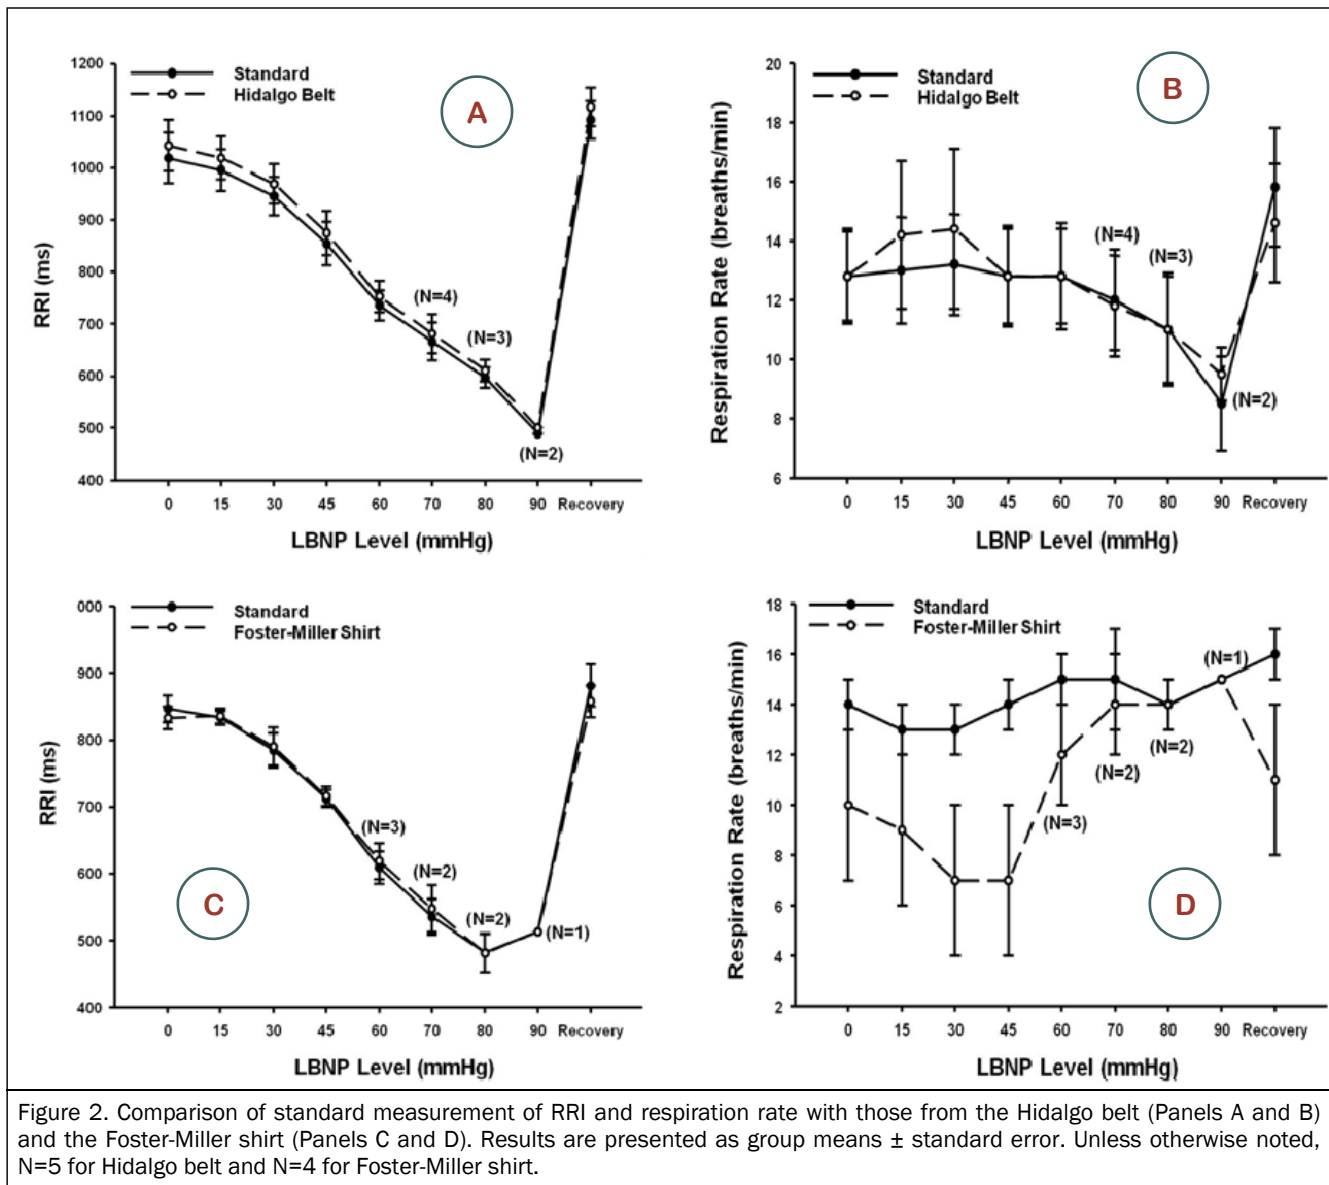 1200
1100
1000
900
800
700
600
500
400
RRI (ms)
Standard
Hidalgo Belt
A
(N=4)
(N=3)
(N=2)
0 15 30 45 60 70 80 90 Recovery
LBNP Level (mmHg)
20
18
16
14
12
10
8
6
Respiration Rate (breaths/min)
Standard
Hidalgo Belt
B
(N=4)
(N=3)
(N=2)
0 15 30 45 60 70 80 90 Recovery
LBNP Level (mmHg)
000
900
800
700
600
500
400
RRI (ms)
Standard
Foster-Miller Shirt
C
(N=3)
(N=2)
(N=2)
(N=1)
0 15 30 45 60 70 80 90 Recovery
LBNP Level (mmHg)
18
16
14
12
10
8
6
4
2
Respiration Rate (breaths/min)
Standard
Foster-Miller Shirt
D
(N=1)
(N=2)
(N=2)
(N=3)
0 15 30 45 60 70 80 90 Recovery
LBNP Level (mmHg)
Figure 2. Comparison of standard measurement of RRI and respiration rate with those from the Hidalgo belt (Panels A and B)
and the Foster-Miller shirt (Panels C and D). Results are presented as group means ± standard error. Unless otherwise noted,
N=5 for Hidalgo belt and N=4 for Foster-Miller shirt.